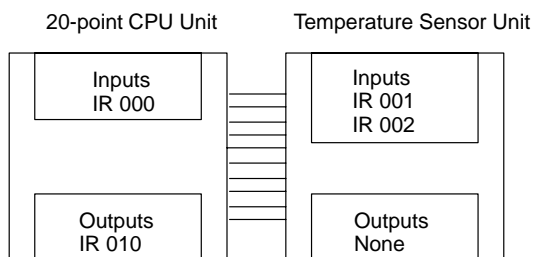 20-point CPU Unit
Temperature Sensor Unit
Inputs
IR 000
Inputs
IR 001
IR 002
Outputs
IR 010
Outputs
None